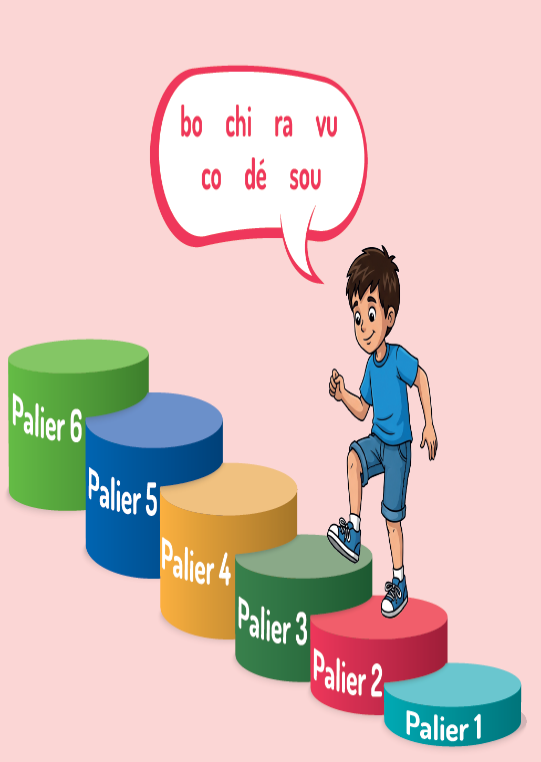 bo chi ra vu
co dé sou
Palier 6
Palier 5
Palier 4
Palier 3
Palier 2
Palier 1